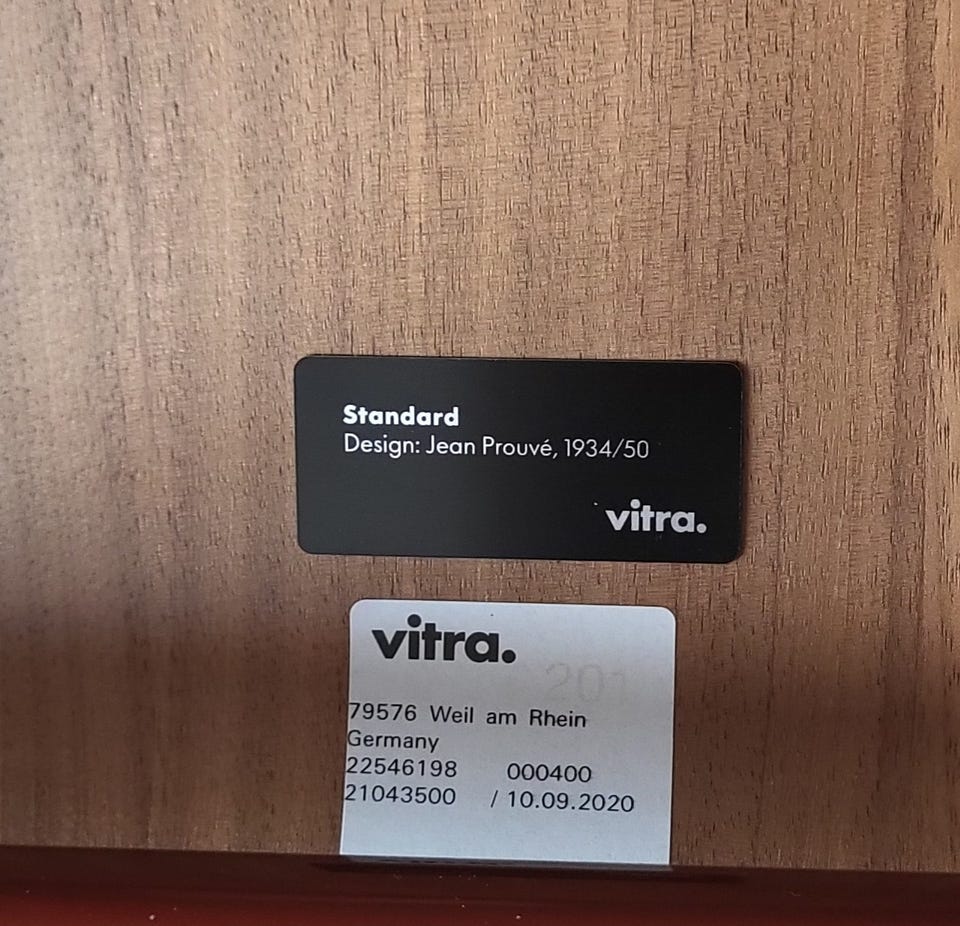 Standard
Design: Jean Prouvé, 1934/50
vitra.
vitra.
201
79576 Weil am Rhein
Germany
22546198 000400
21043500 / 10.09.2020